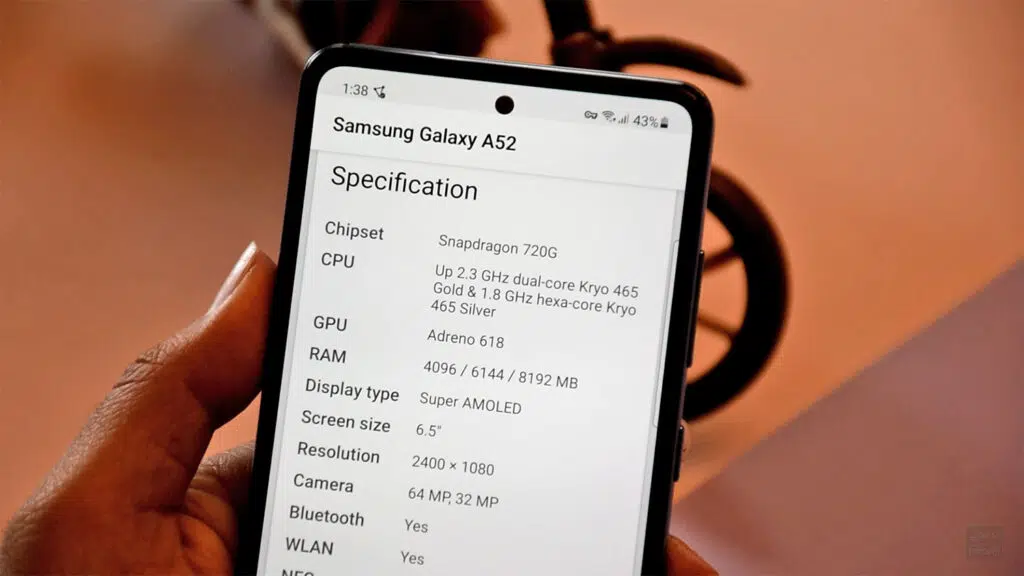 1:38
43%
Samsung Galaxy A52
Specification
Chipset Snapdragon 720G
CPU Up 2.3 GHz dual-core Kryo 465
Gold & 1.8 GHz hexa-core Kryo
465 Silver
GPU Adreno 618
RAM 4096 / 6144 / 8192 MB
Display type Super AMOLED
Screen size 6.5"
Resolution 2400 × 1080
Camera 64 MP, 32 MP
Bluetooth Yes
WLAN Yes